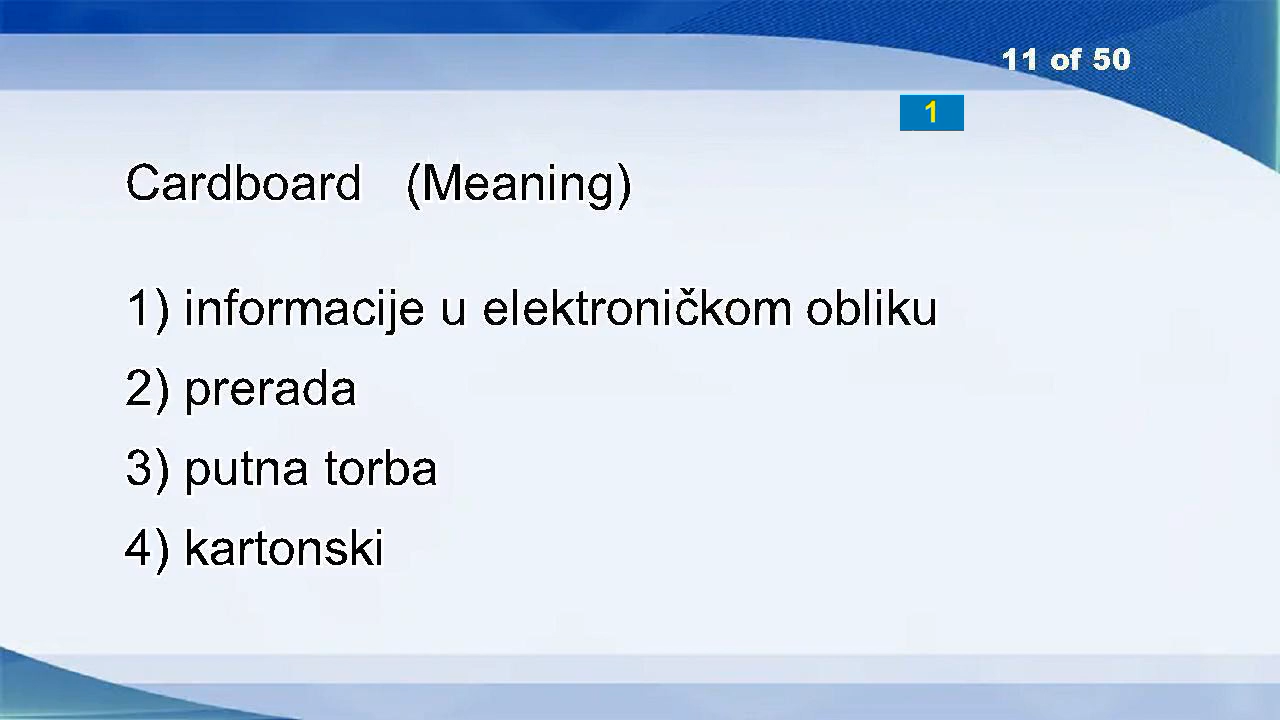 11 of 50
1
Cardboard (Meaning)
1) informacije u elektroničkom obliku
2) prerada
3) putna torba
4) kartonski